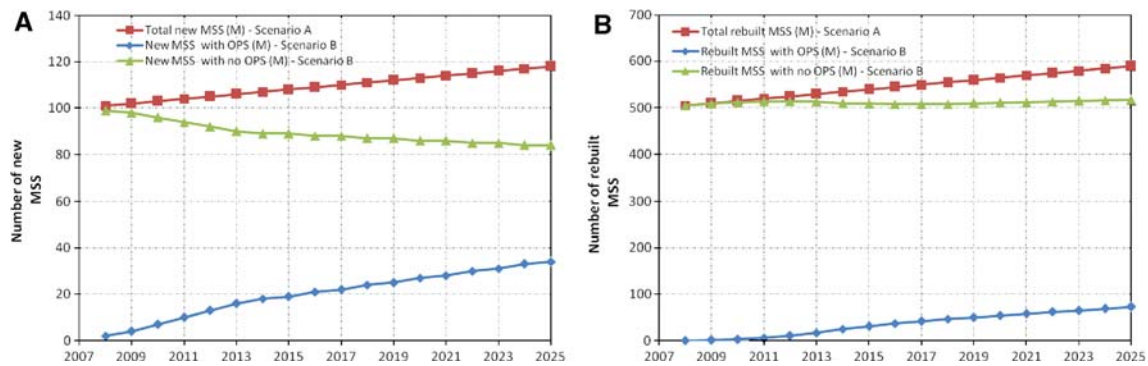 A
140
120
100
80
60
40
20
0
Number of new
MSS
Total new MSS (M) - Scenario A
New MSS with OPS (M) - Scenario B
New MSS with no OPS (M) - Scenario B
2007 2009 2011 2013 2015 2017 2019 2021 2023 2025
B
700
600
500
400
300
200
100
0
Number of rebuilt
MSS
Total rebuilt MSS (M) - Scenario A
Rebuilt MSS with OPS(M) - Scenario B
Rebuilt MSS with no OPS (M) - Scenario B
2007 2009 2011 2013 2015 2017 2019 2021 2023 2025